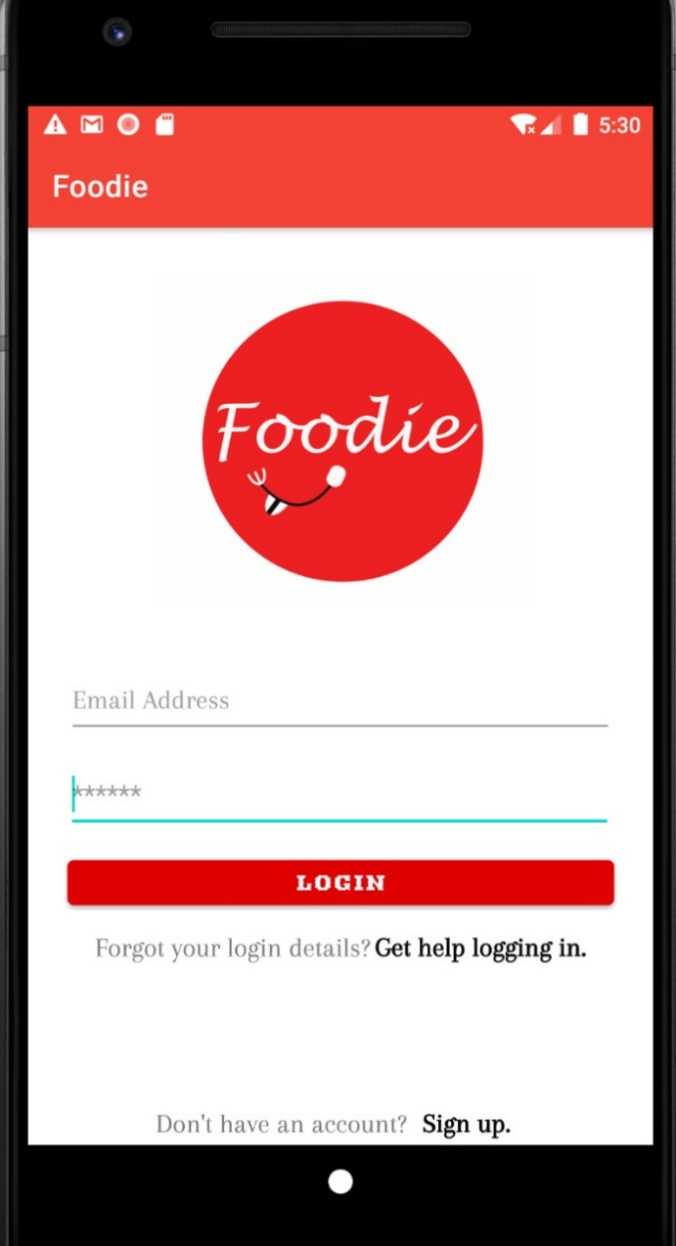 5:30
Foodie
Foodie
Email Address
******
LOGIN
Forgot your login details? Get help logging in.
Don't have an account? Sign up.